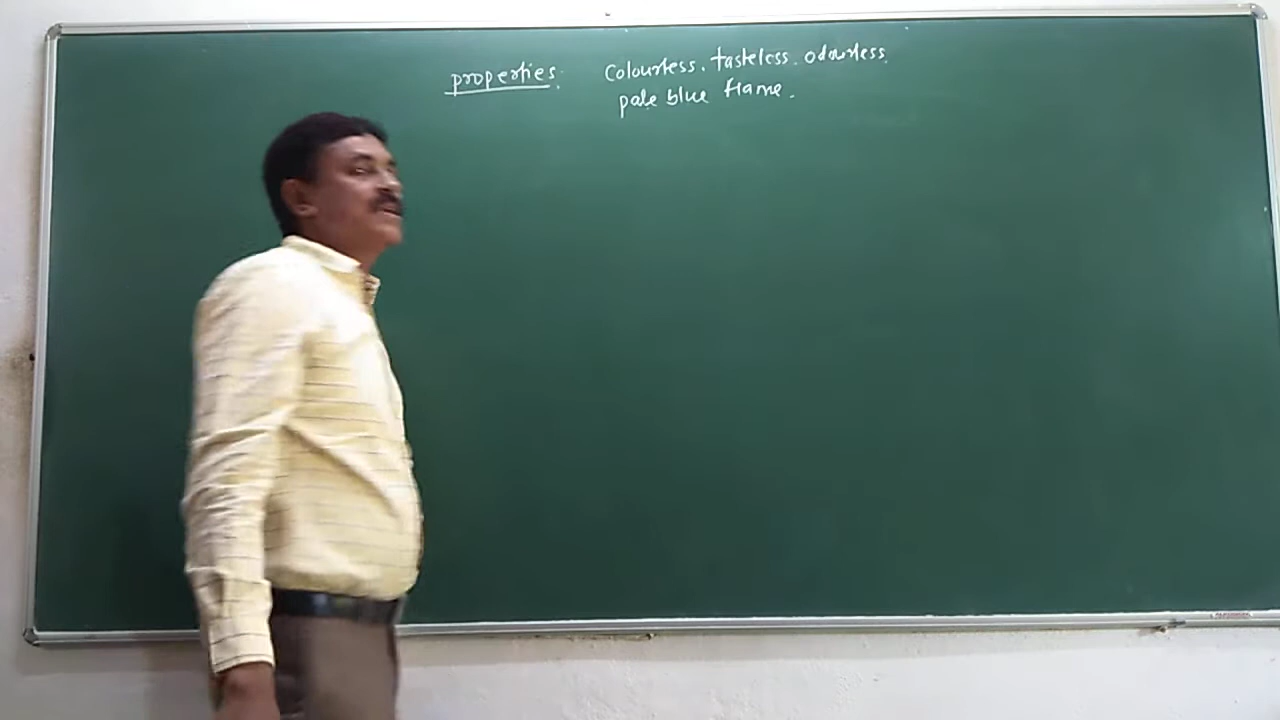 properties: Colourless. tasteless. odourless.
pale blue flame.